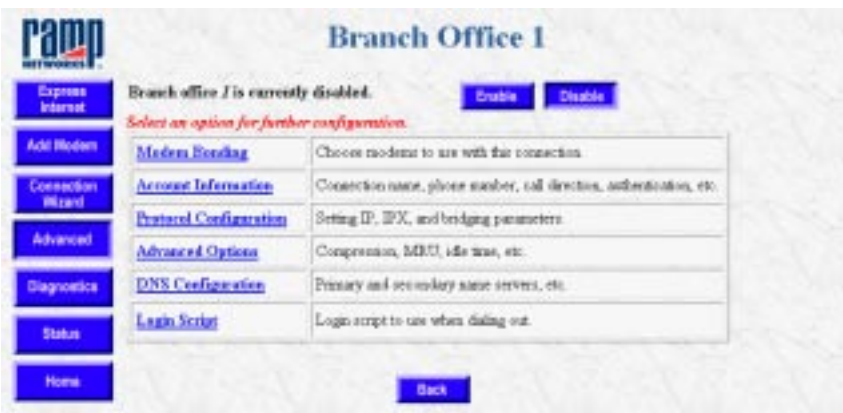 ramp
NETWORKS
Branch Office 1
Express
Internet
Branch office 1 is currently disabled.
Enable
Disable
Select an option for further configuration.
Add Modem
Modem Bonding
Choose modems to use with this connection.
Connection
Wizard
Account Information
Connection name, phone number, call direction, authentication, etc.
Protocol Configuration
Setting IP, IPX, and bridging parameters.
Advanced
Advanced Options
Compression, MRU, idle time, etc.
Diagnostics
DNS Configuration
Primary and secondary name servers, etc.
Status
Login Script
Login script to use when dialing out.
Home
Back